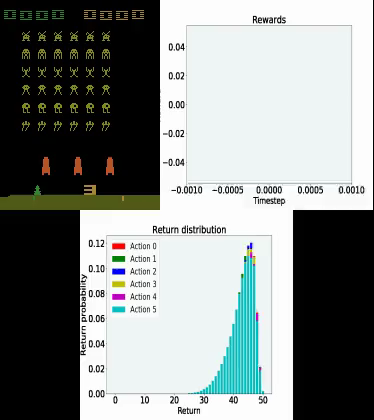 0000 0000
Rewards
0.04
0.02
0.00
−0.02
−0.04
−0.0010 −0.0005 0.0000 0.0005 0.0010
Timestep
Return distribution
0.12
0.10
0.08
0.06
0.04
0.02
0.00
Return probability
Action 0
Action 1
Action 2
Action 3
Action 4
Action 5
0 10 20 30 40 50
Return